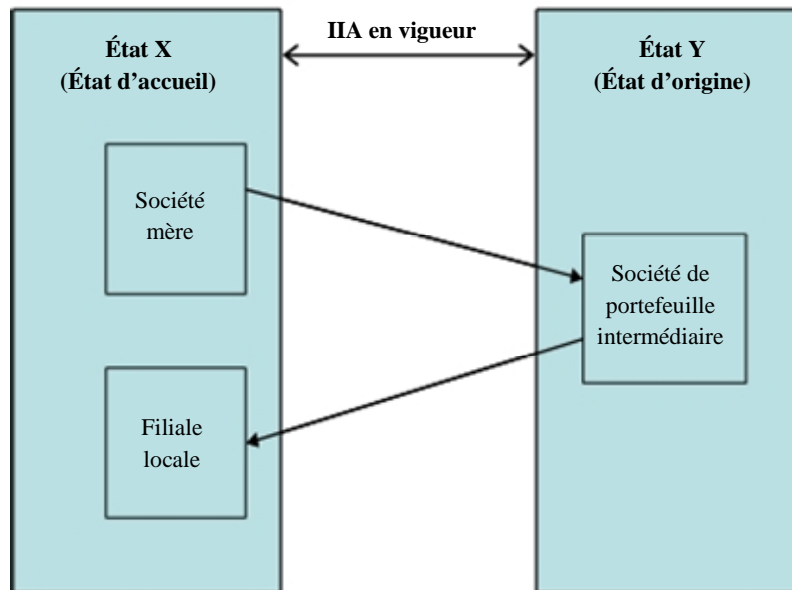 IIA en vigueur
État X
(État d’accueil)
État Y
(État d’origine)
Société
mère
Société de
portefeuille
intermédiaire
Filiale
locale